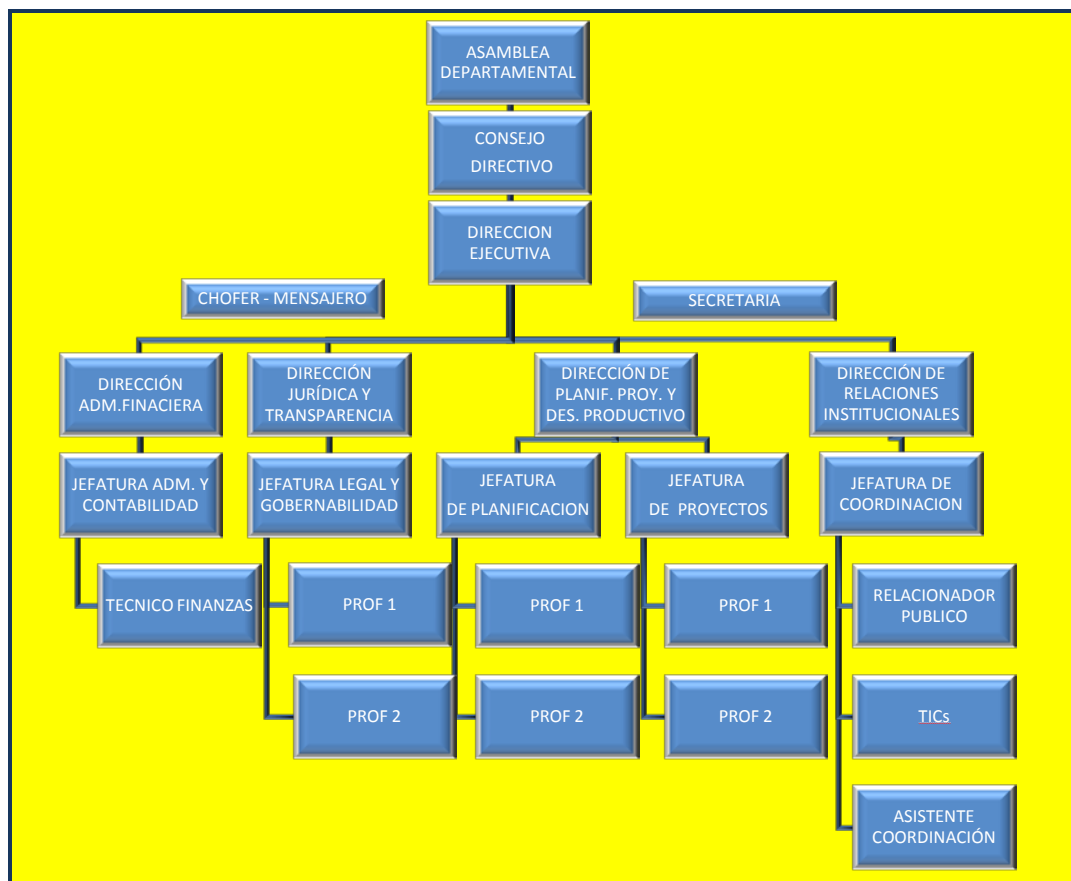 ASAMBLEA
DEPARTAMENTAL
CONSEJO
DIRECTIVO
DIRECCION
EJECUTIVA
CHOFER - MENSAJERO
SECRETARIA
DIRECCIÓN
ADM.FINACIERA
DIRECCIÓN
JURÍDICA Y
TRANSPARENCIA
DIRECCIÓN DE
PLANIF. PROY. Y
DES. PRODUCTIVO
DIRECCIÓN DE
RELACIONES
INSTITUCIONALES
JEFATURA ADM. Y
CONTABILIDAD
JEFATURA LEGAL Y
GOBERNABILIDAD
JEFATURA
DE PLANIFICACION
JEFATURA
DE PROYECTOS
JEFATURA DE
COORDINACION
TECNICO FINANZAS
PROF 1
PROF 1
PROF 1
RELACIONADOR
PUBLICO
PROF 2
PROF 2
PROF 2
TICs
ASISTENTE
COORDINACIÓN